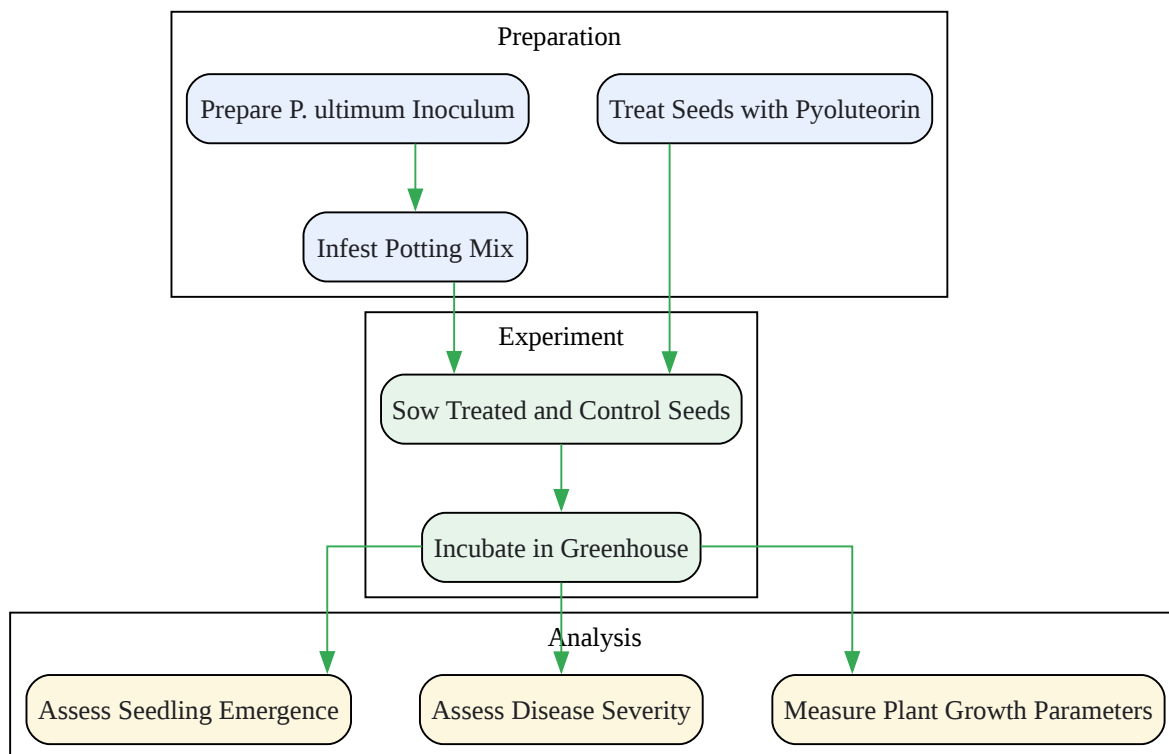 Preparation
Prepare P. ultimum Inoculum
Treat Seeds with Pyoluteorin
Infest Potting Mix
Experiment
Sow Treated and Control Seeds
Incubate in Greenhouse
Analysis
Assess Seedling Emergence
Assess Disease Severity
Measure Plant Growth Parameters